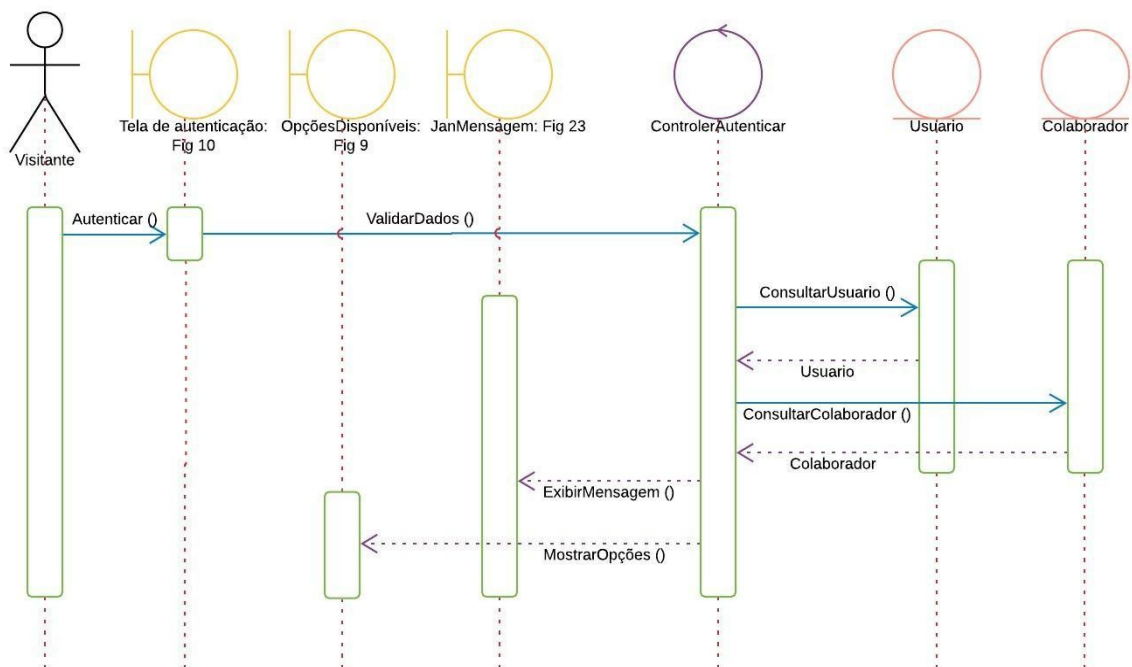 Visitante
Tela de autenticação:
Fig 10
OpçõesDisponíveis:
Fig 9
JanMensagem: Fig 23
ControlerAutenticar
Usuario
Colaborador
Autenticar ()
ValidarDados ()
ConsultarUsuario ()
Usuario
ConsultarColaborador ()
Colaborador
ExibirMensagem ()
MostrarOpções ()